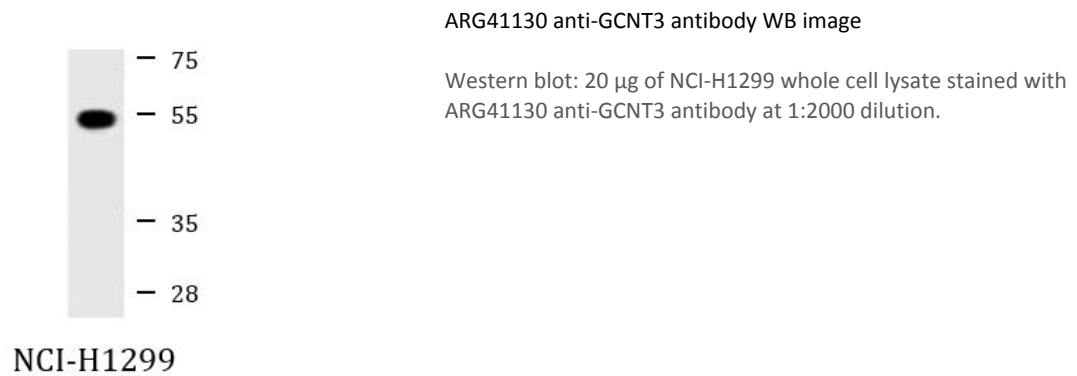 ARG41130 anti-GCNT3 antibody WB image
Western blot: 20 µg of NCI-H1299 whole cell lysate stained with
ARG41130 anti-GCNT3 antibody at 1:2000 dilution.
75
55
35
28
NCI-H1299